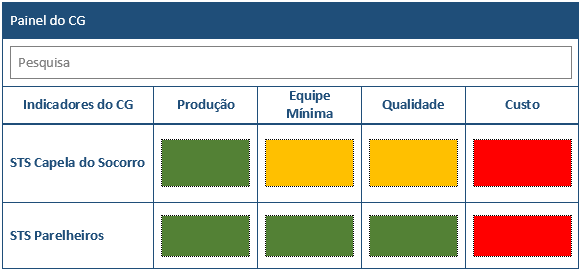 Painel do CG
Pesquisa
Indicadores do CG
Produção
Equipe
Mínima
Qualidade
Custo
STS Capela do Socorro
STS Parelheiros